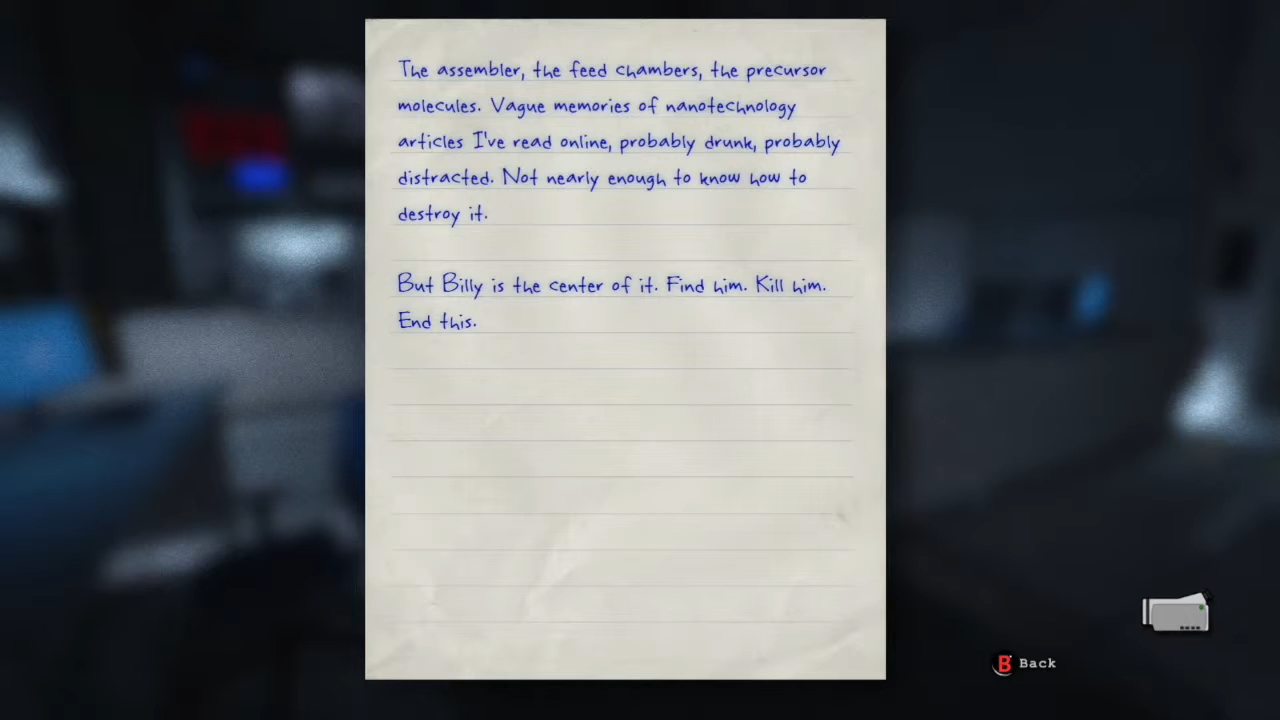 The assembler, the feed chambers, the precursor
molecules. Vague memories of nanotechnology
articles I've read online, probably drunk, probably
distracted. Not nearly enough to know how to
destroy it.
But Billy is the center of it. Find him. Kill him.
End this.
B Back